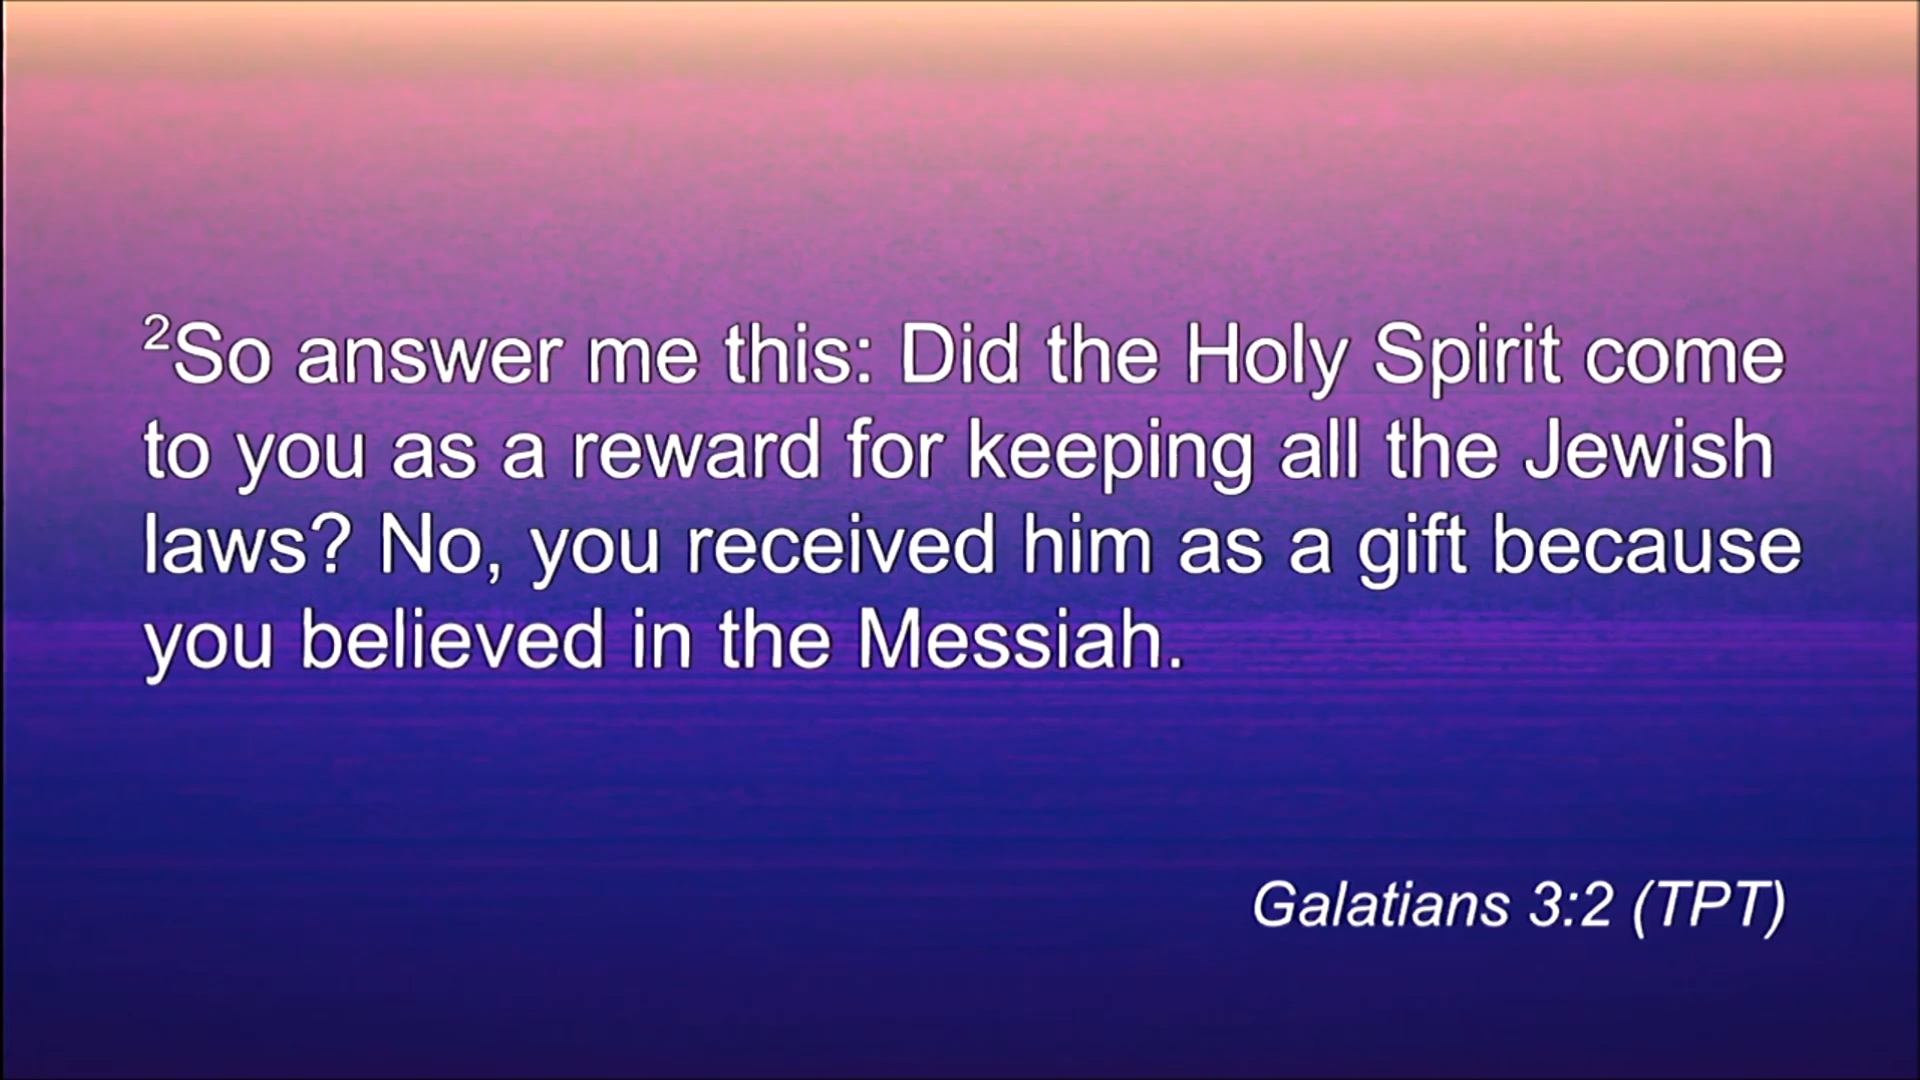 ²So answer me this: Did the Holy Spirit come
to you as a reward for keeping all the Jewish
laws? No, you received him as a gift because
you believed in the Messiah.
Galatians 3:2 (TPT)